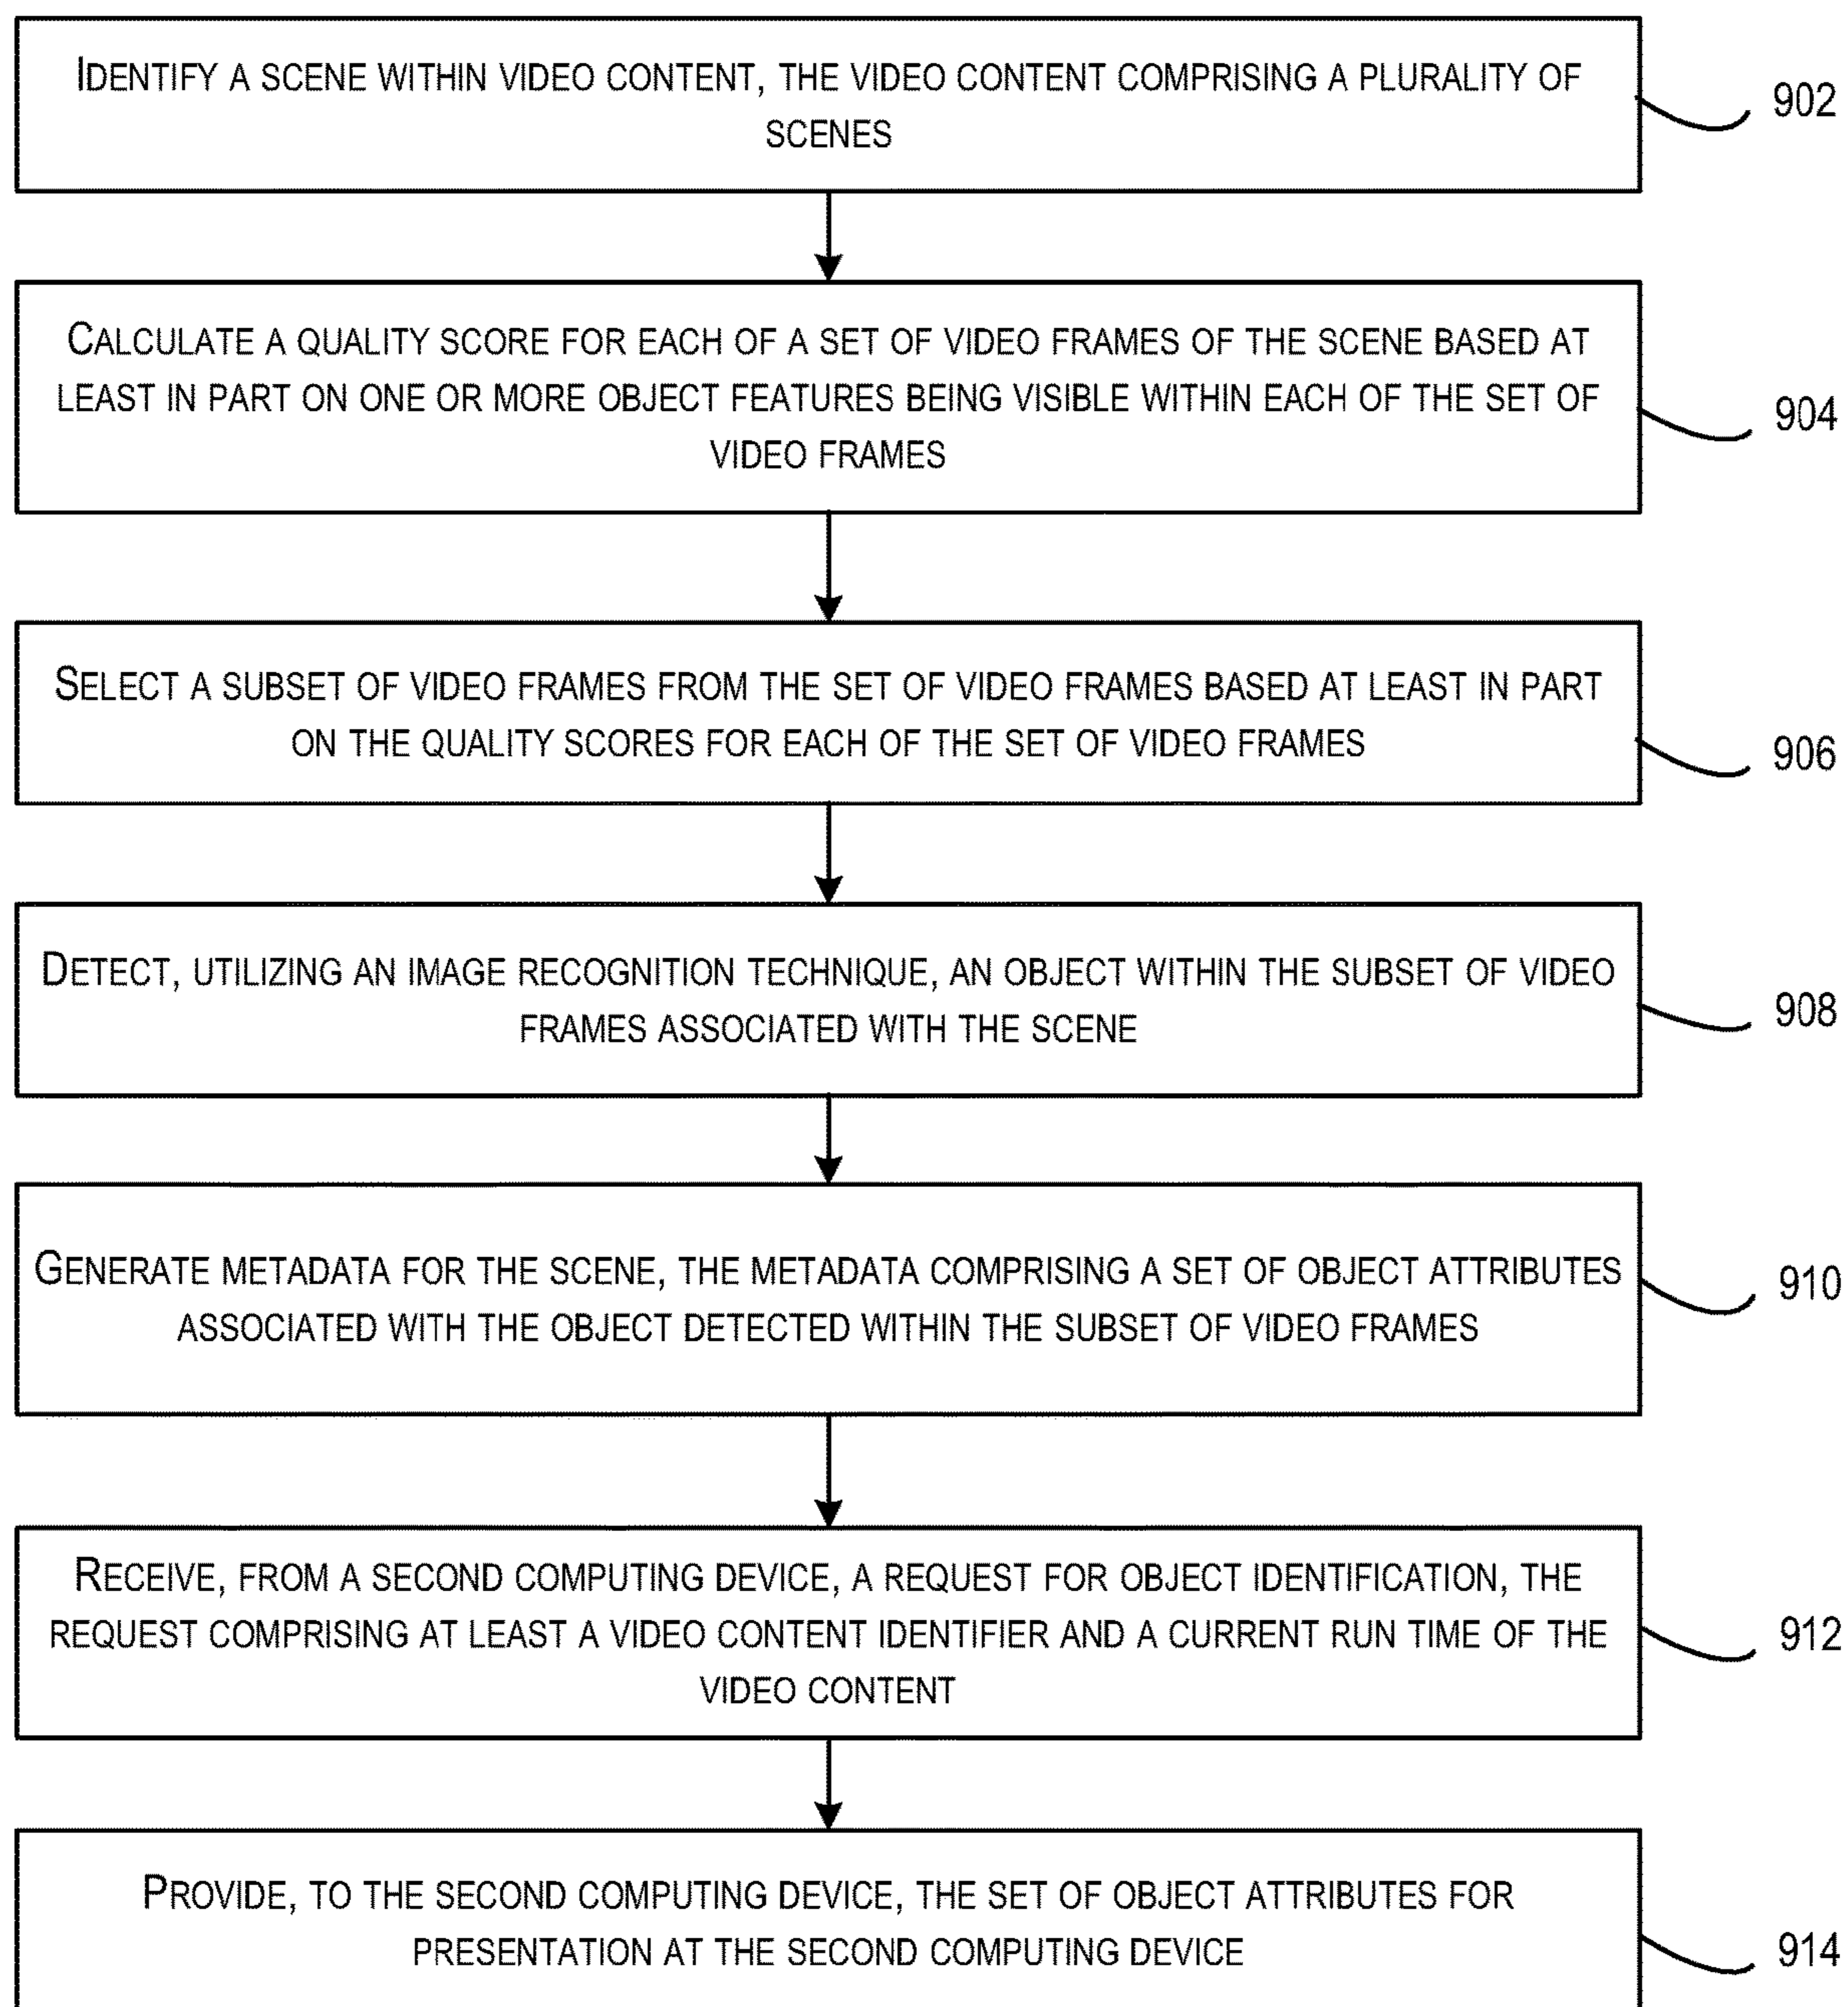 IDENTIFY A SCENE WITHIN VIDEO CONTENT, THE VIDEO CONTENT COMPRISING A PLURALITY OF
SCENES
902
CALCULATE A QUALITY SCORE FOR EACH OF A SET OF VIDEO FRAMES OF THE SCENE BASED AT
LEAST IN PART ON ONE OR MORE OBJECT FEATURES BEING VISIBLE WITHIN EACH OF THE SET OF
VIDEO FRAMES
904
SELECT A SUBSET OF VIDEO FRAMES FROM THE SET OF VIDEO FRAMES BASED AT LEAST IN PART
ON THE QUALITY SCORES FOR EACH OF THE SET OF VIDEO FRAMES
906
DETECT, UTILIZING AN IMAGE RECOGNITION TECHNIQUE, AN OBJECT WITHIN THE SUBSET OF VIDEO
FRAMES ASSOCIATED WITH THE SCENE
908
GENERATE METADATA FOR THE SCENE, THE METADATA COMPRISING A SET OF OBJECT ATTRIBUTES
ASSOCIATED WITH THE OBJECT DETECTED WITHIN THE SUBSET OF VIDEO FRAMES
910
RECEIVE, FROM A SECOND COMPUTING DEVICE, A REQUEST FOR OBJECT IDENTIFICATION, THE
REQUEST COMPRISING AT LEAST A VIDEO CONTENT IDENTIFIER AND A CURRENT RUN TIME OF THE
VIDEO CONTENT
912
PROVIDE, TO THE SECOND COMPUTING DEVICE, THE SET OF OBJECT ATTRIBUTES FOR
PRESENTATION AT THE SECOND COMPUTING DEVICE
914